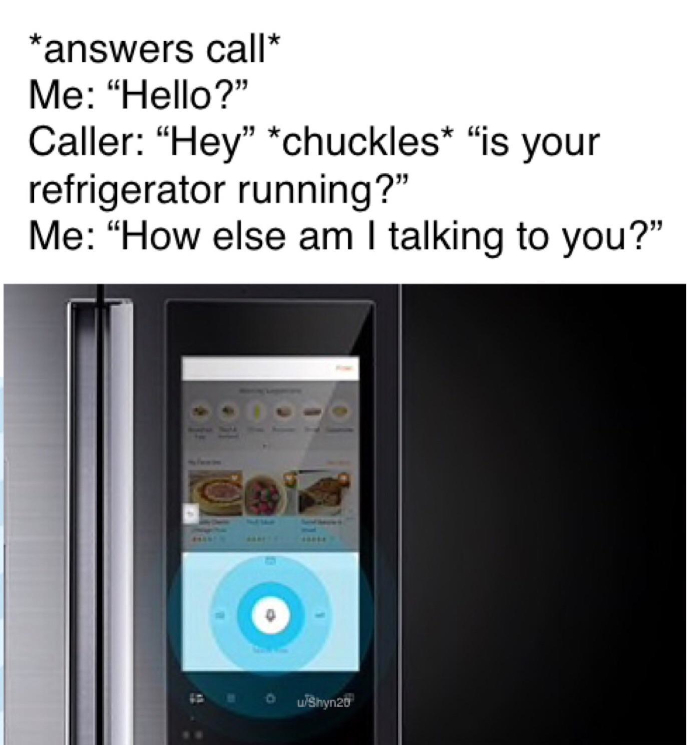 *answers call*
Me: “Hello?”
Caller: “Hey” *chuckles* “is your
refrigerator running?”
Me: “How else am I talking to you?”
u/Shyn20